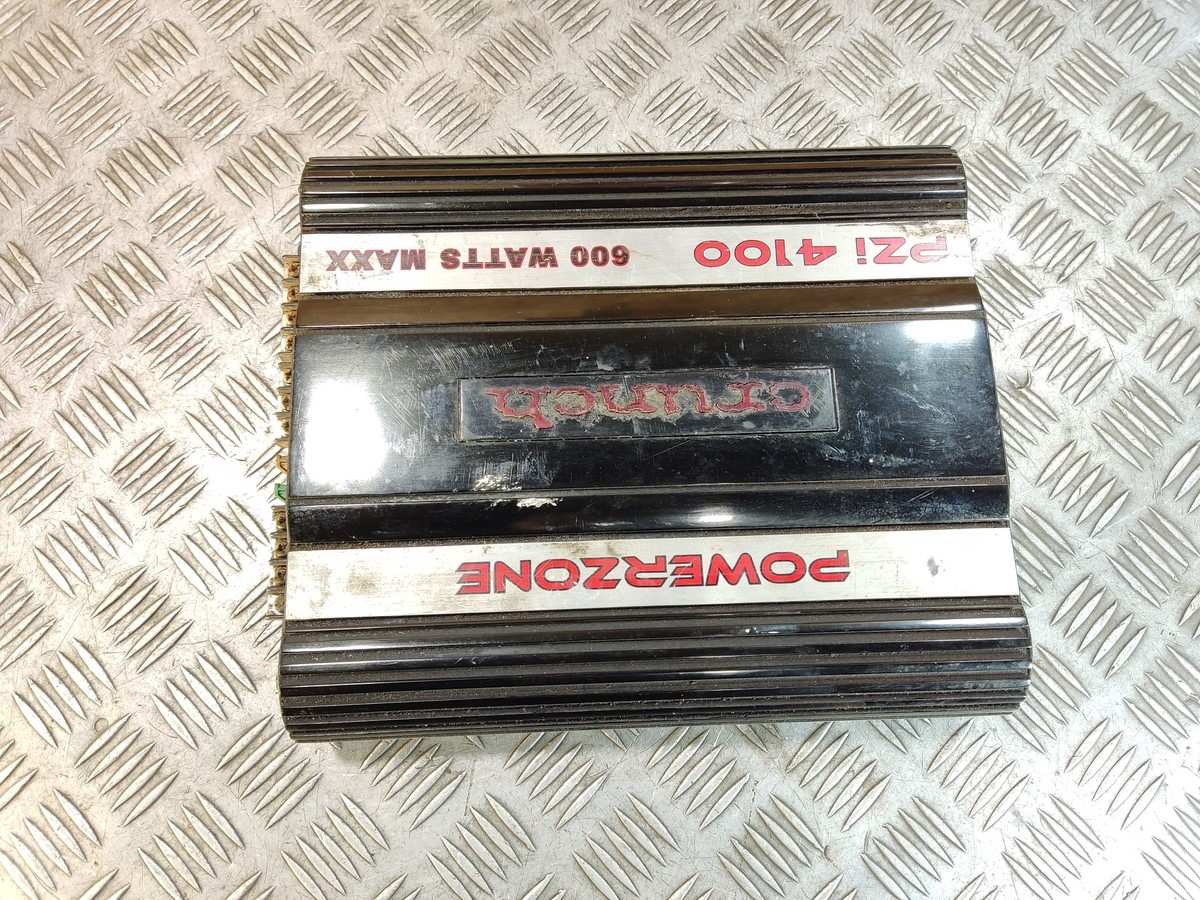 POWERZONE
crunch
PZi 4100 600 WATTS MAXX